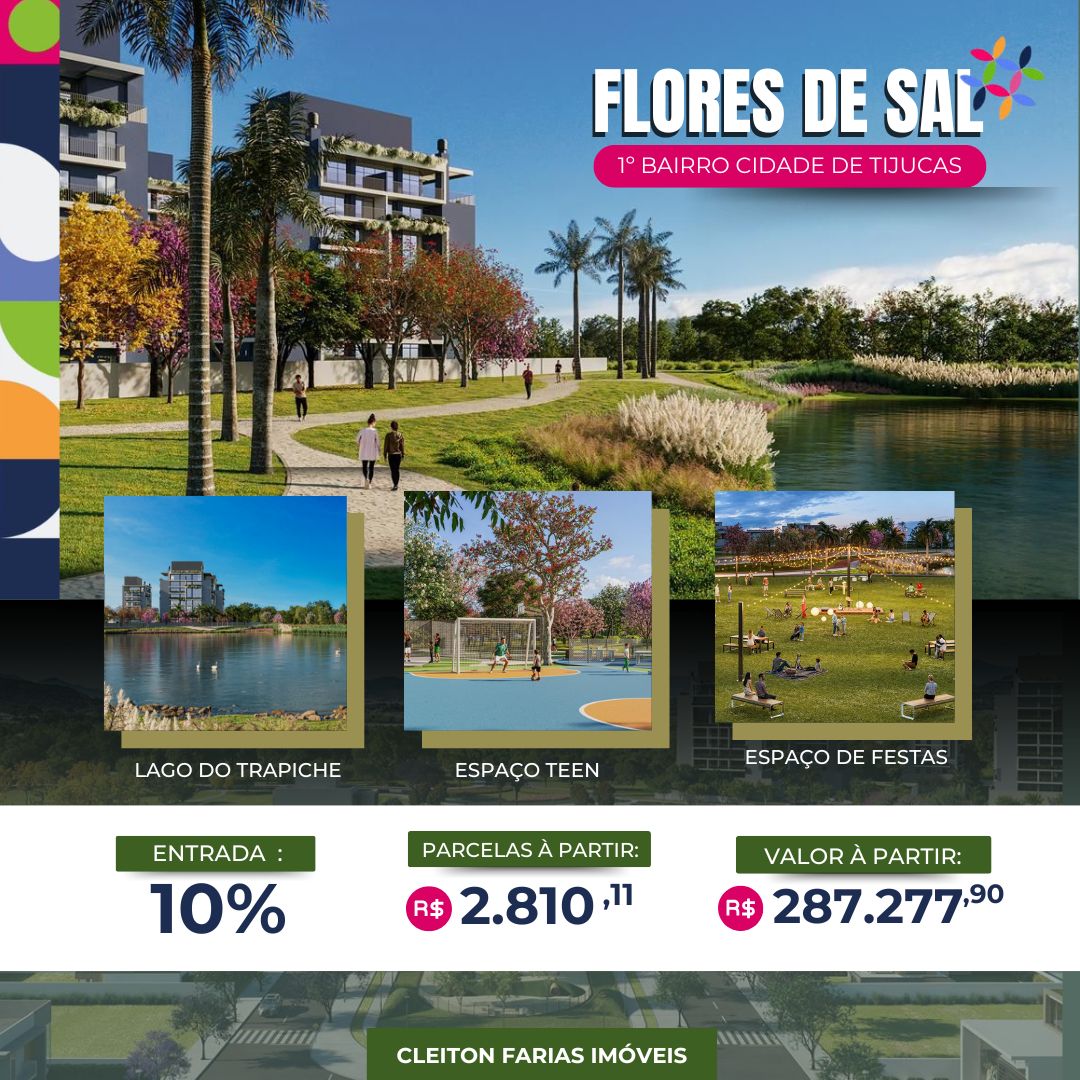 FLORES DE SAL
1º BAIRRO CIDADE DE TIJUCAS
LAGO DO TRAPICHE
ESPAÇO TEEN
ESPAÇO DE FESTAS
ENTRADA :
10%
PARCELAS À PARTIR:
R$ 2.810,11
VALOR À PARTIR:
R$ 287.277,90
CLEITON FARIAS IMÓVEIS